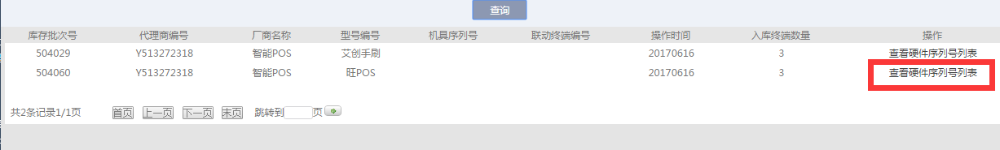 查询
库存批次号 代理商编号 厂商名称 型号编号 机具序列号 联动终端编号 操作时间 入库终端数量 操作
504029 Y513272318 智能POS 艾创手刷 20170616 3 查看硬件序列号列表
504060 Y513272318 智能POS 旺POS 20170616 3 查看硬件序列号列表
共2条记录1/1页 首页 上一页 下一页 末页 跳转到 页